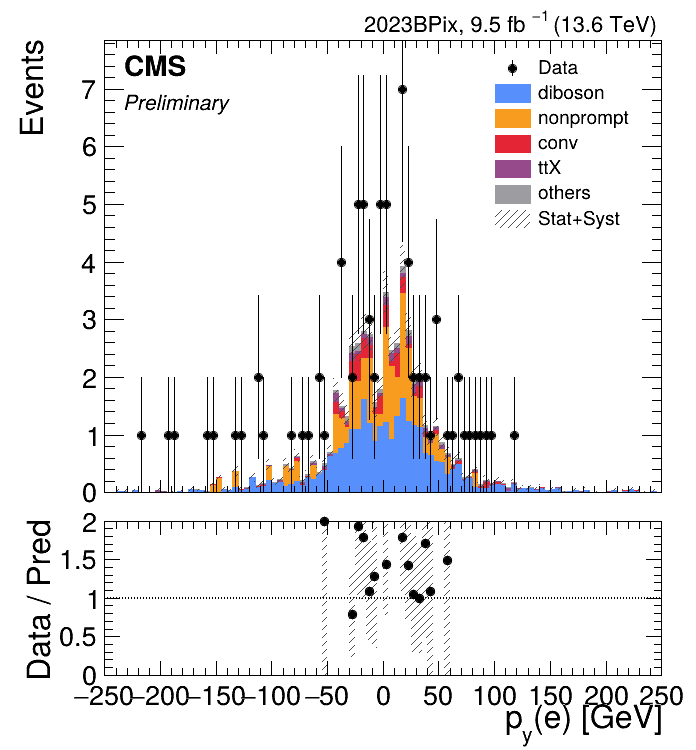 2023BPix, 9.5 fb⁻¹ (13.6 TeV)
CMS
Preliminary
Events
7
6
5
4
3
2
1
0
Data
diboson
nonprompt
conv
ttX
others
Stat+Syst
Data / Pred
2
1.5
1
0.5
0
−250 −200 −150 −100 −50 0 50 100 150 200 250
p_y(e) [GeV]